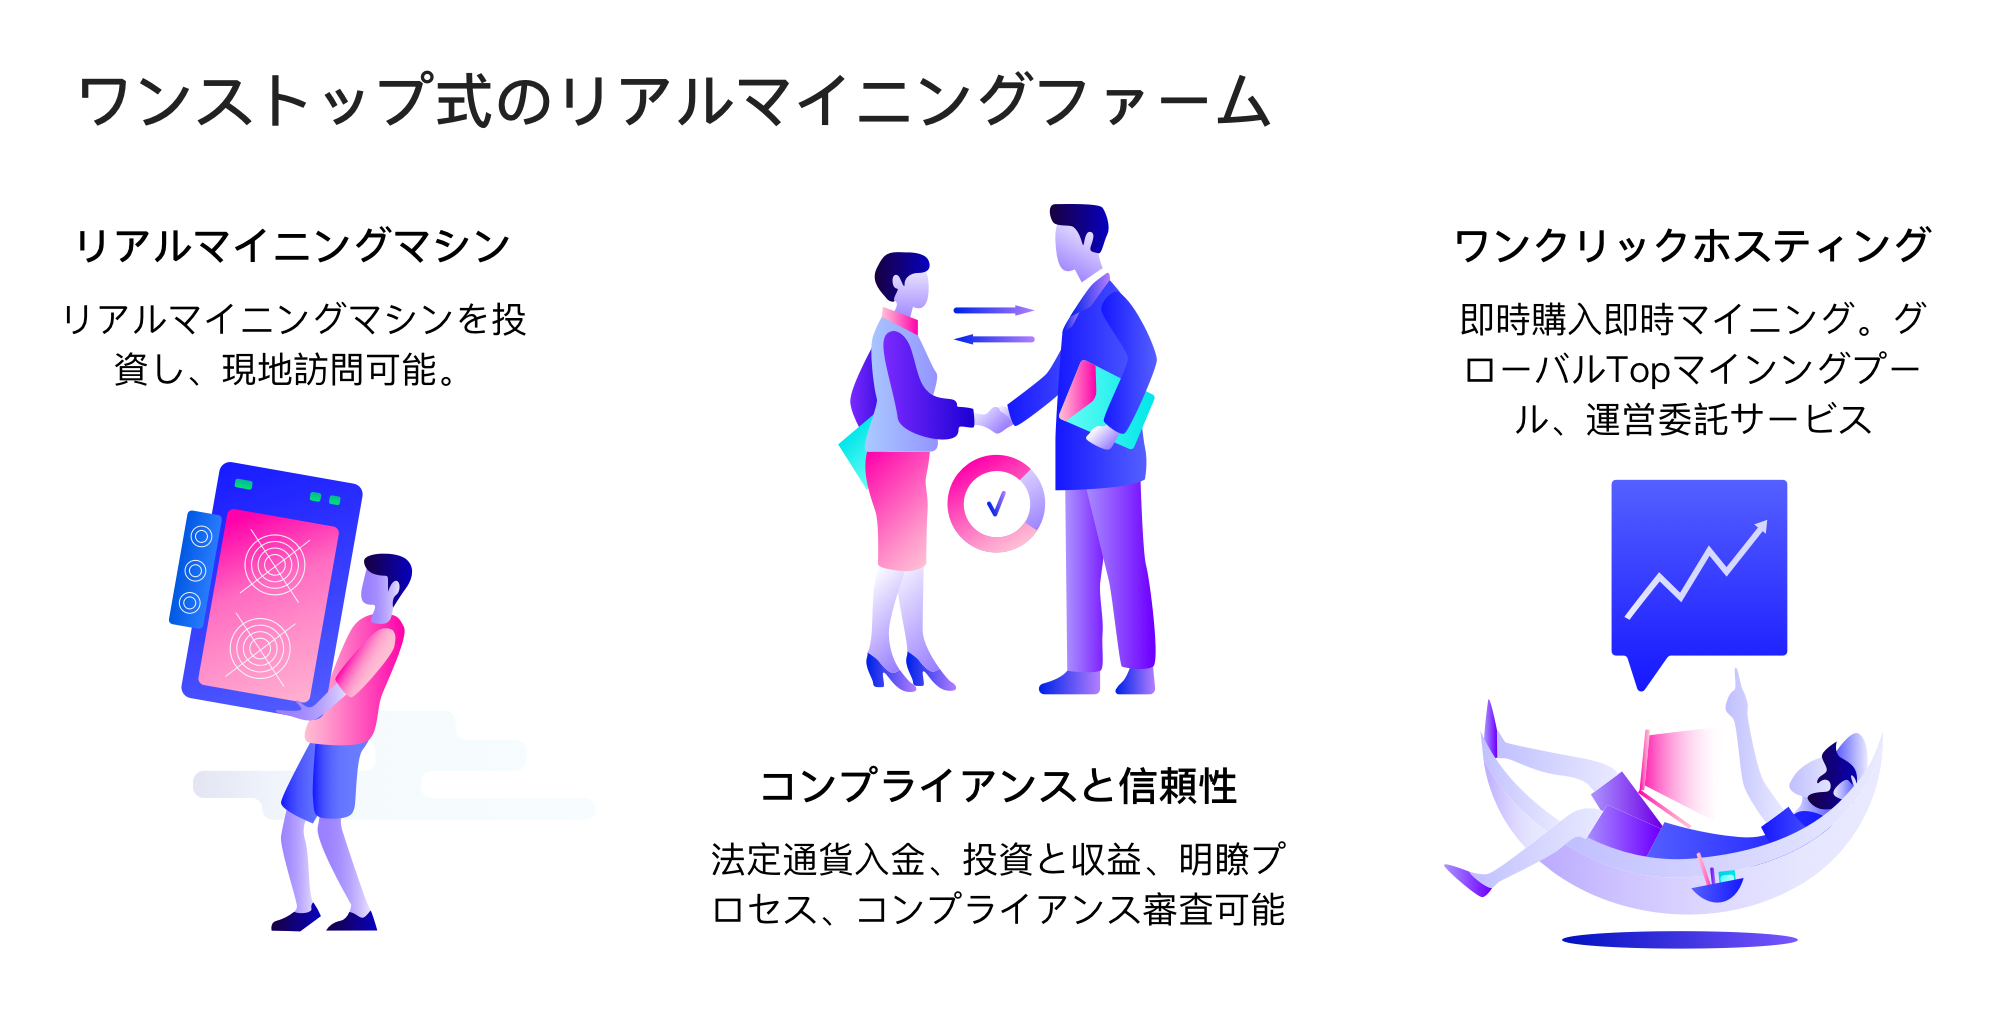 ワンストップ式のリアルマイニングファーム
リアルマイニングマシン
リアルマイニングマシンを投
資し、現地訪問可能。
コンプライアンスと信頼性
法定通貨入金、投資と収益、明瞭プ
ロセス、コンプライアンス審査可能
ワンクリックホスティング
即時購入即時マイニング。グ
ローバルTopマインングプー
ル、運営委託サービス